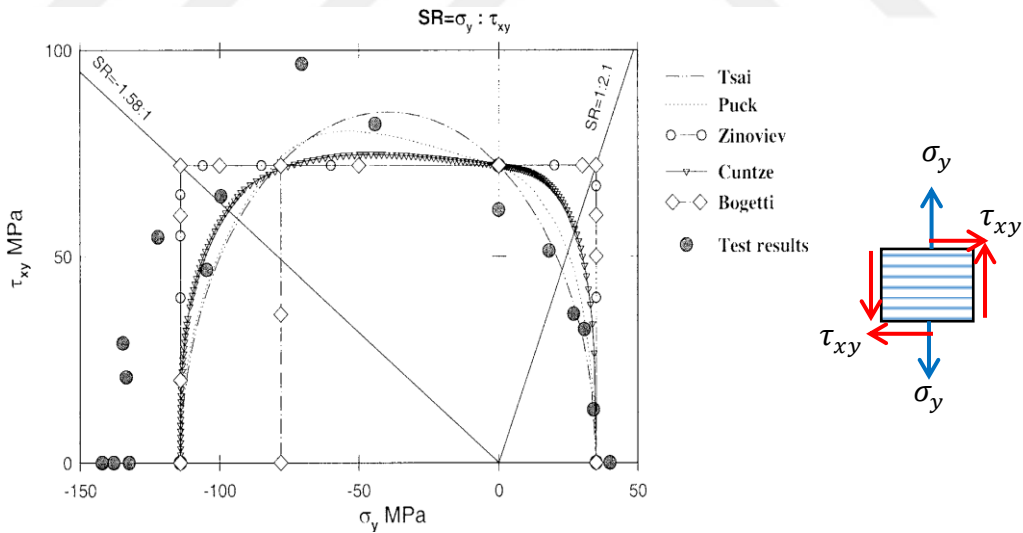 SR=σy : τxy
100
50
0
τxy MPa
-150
-100
-50
0
50
σy MPa
SR=-1.58:1
SR=1:2.1
Tsai
Puck
Zinoviev
Cuntze
Bogetti
Test results
σy
τxy
τxy
σy